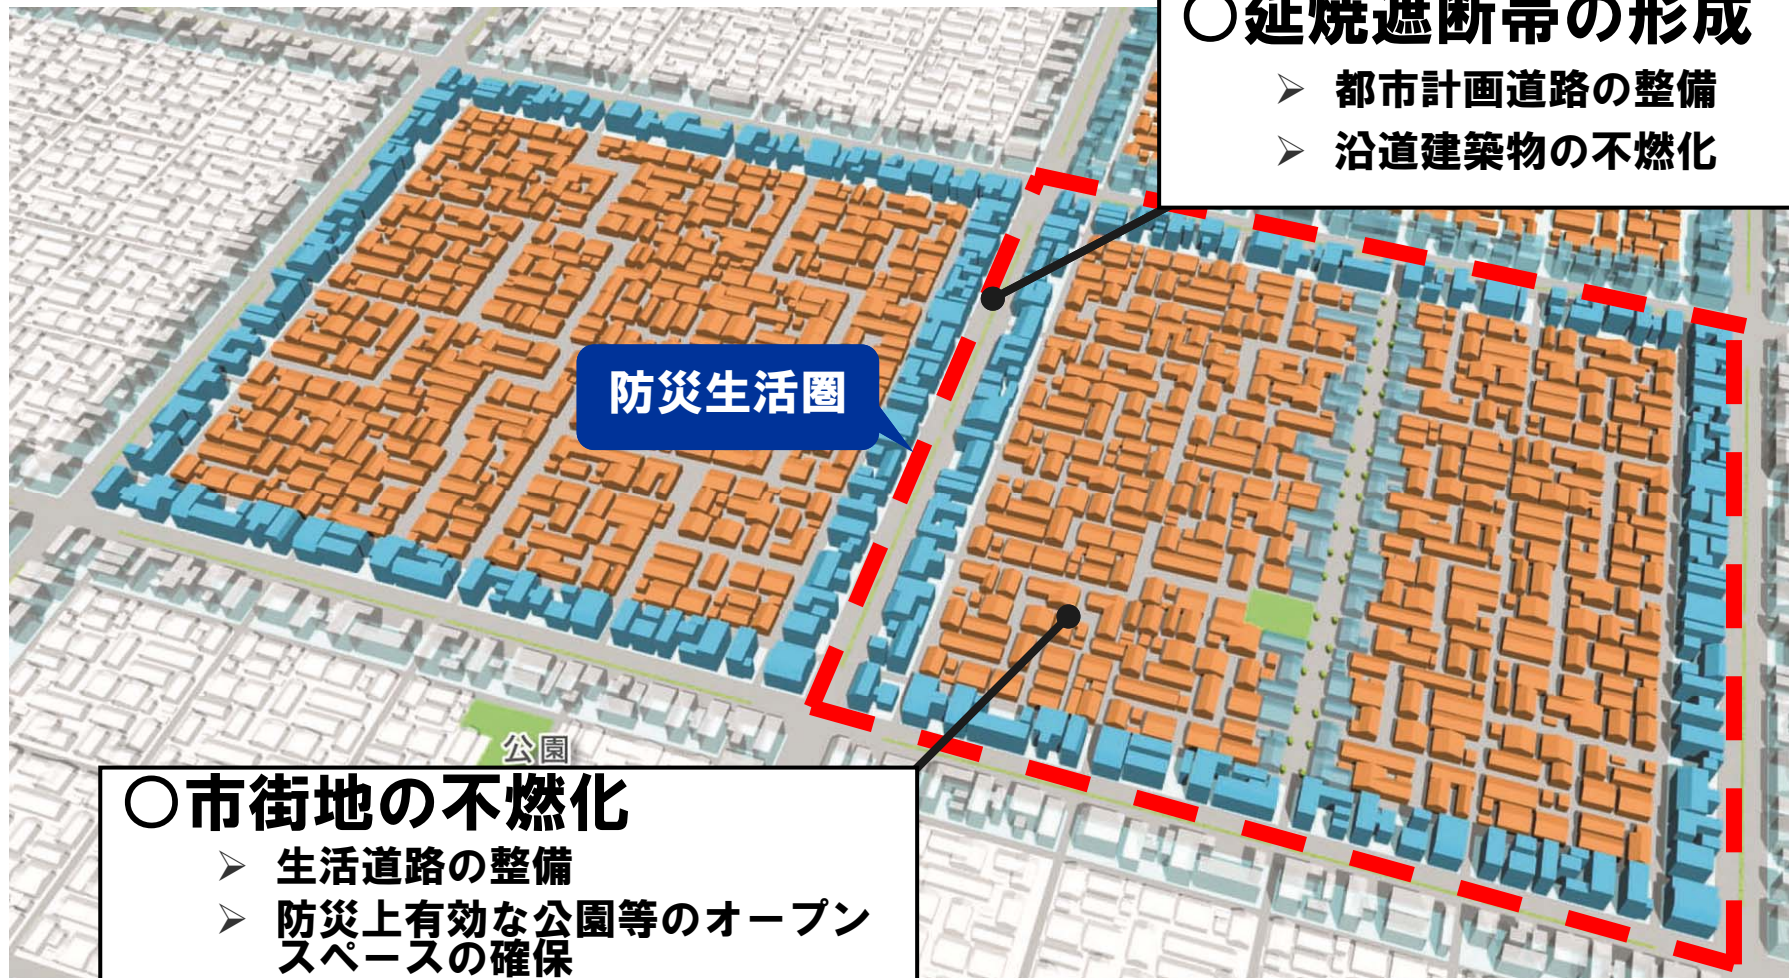 ○延焼遮断帯の形成
➢ 都市計画道路の整備
➢ 沿道建築物の不燃化
防災生活圏
公園
○市街地の不燃化
➢ 生活道路の整備
➢ 防災上有効な公園等のオープン
スペースの確保